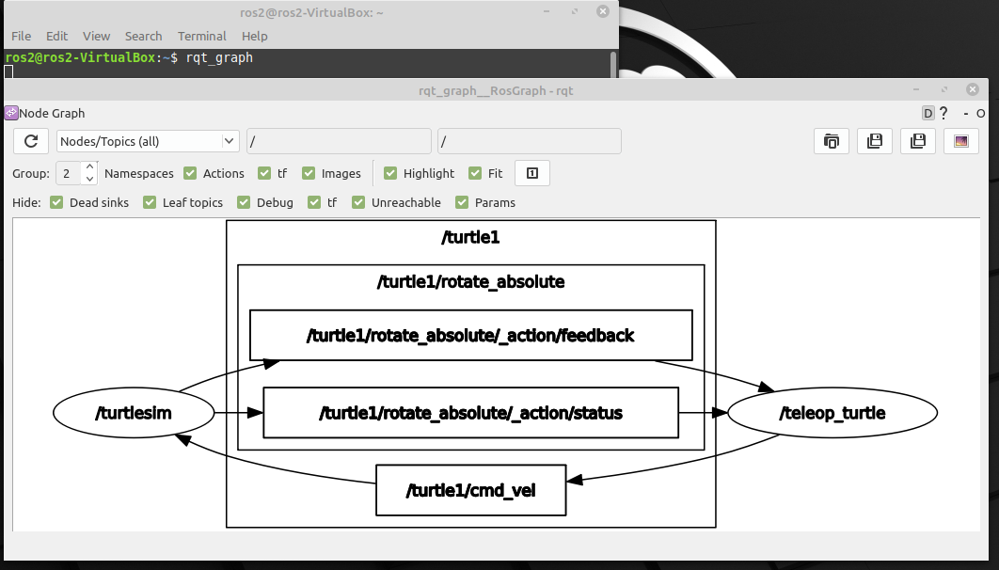 ros2@ros2-VirtualBox: ~
File Edit View Search Terminal Help
ros2@ros2-VirtualBox:~$ rqt_graph
rqt_graph__RosGraph - rqt
Node Graph D ? - O
Nodes/Topics (all) / /
Group: 2 Namespaces Actions tf Images Highlight Fit 1
Hide: Dead sinks Leaf topics Debug tf Unreachable Params
/turtle1
/turtle1/rotate_absolute
/turtle1/rotate_absolute/_action/feedback
/turtlesim /turtle1/rotate_absolute/_action/status /teleop_turtle
/turtle1/cmd_vel